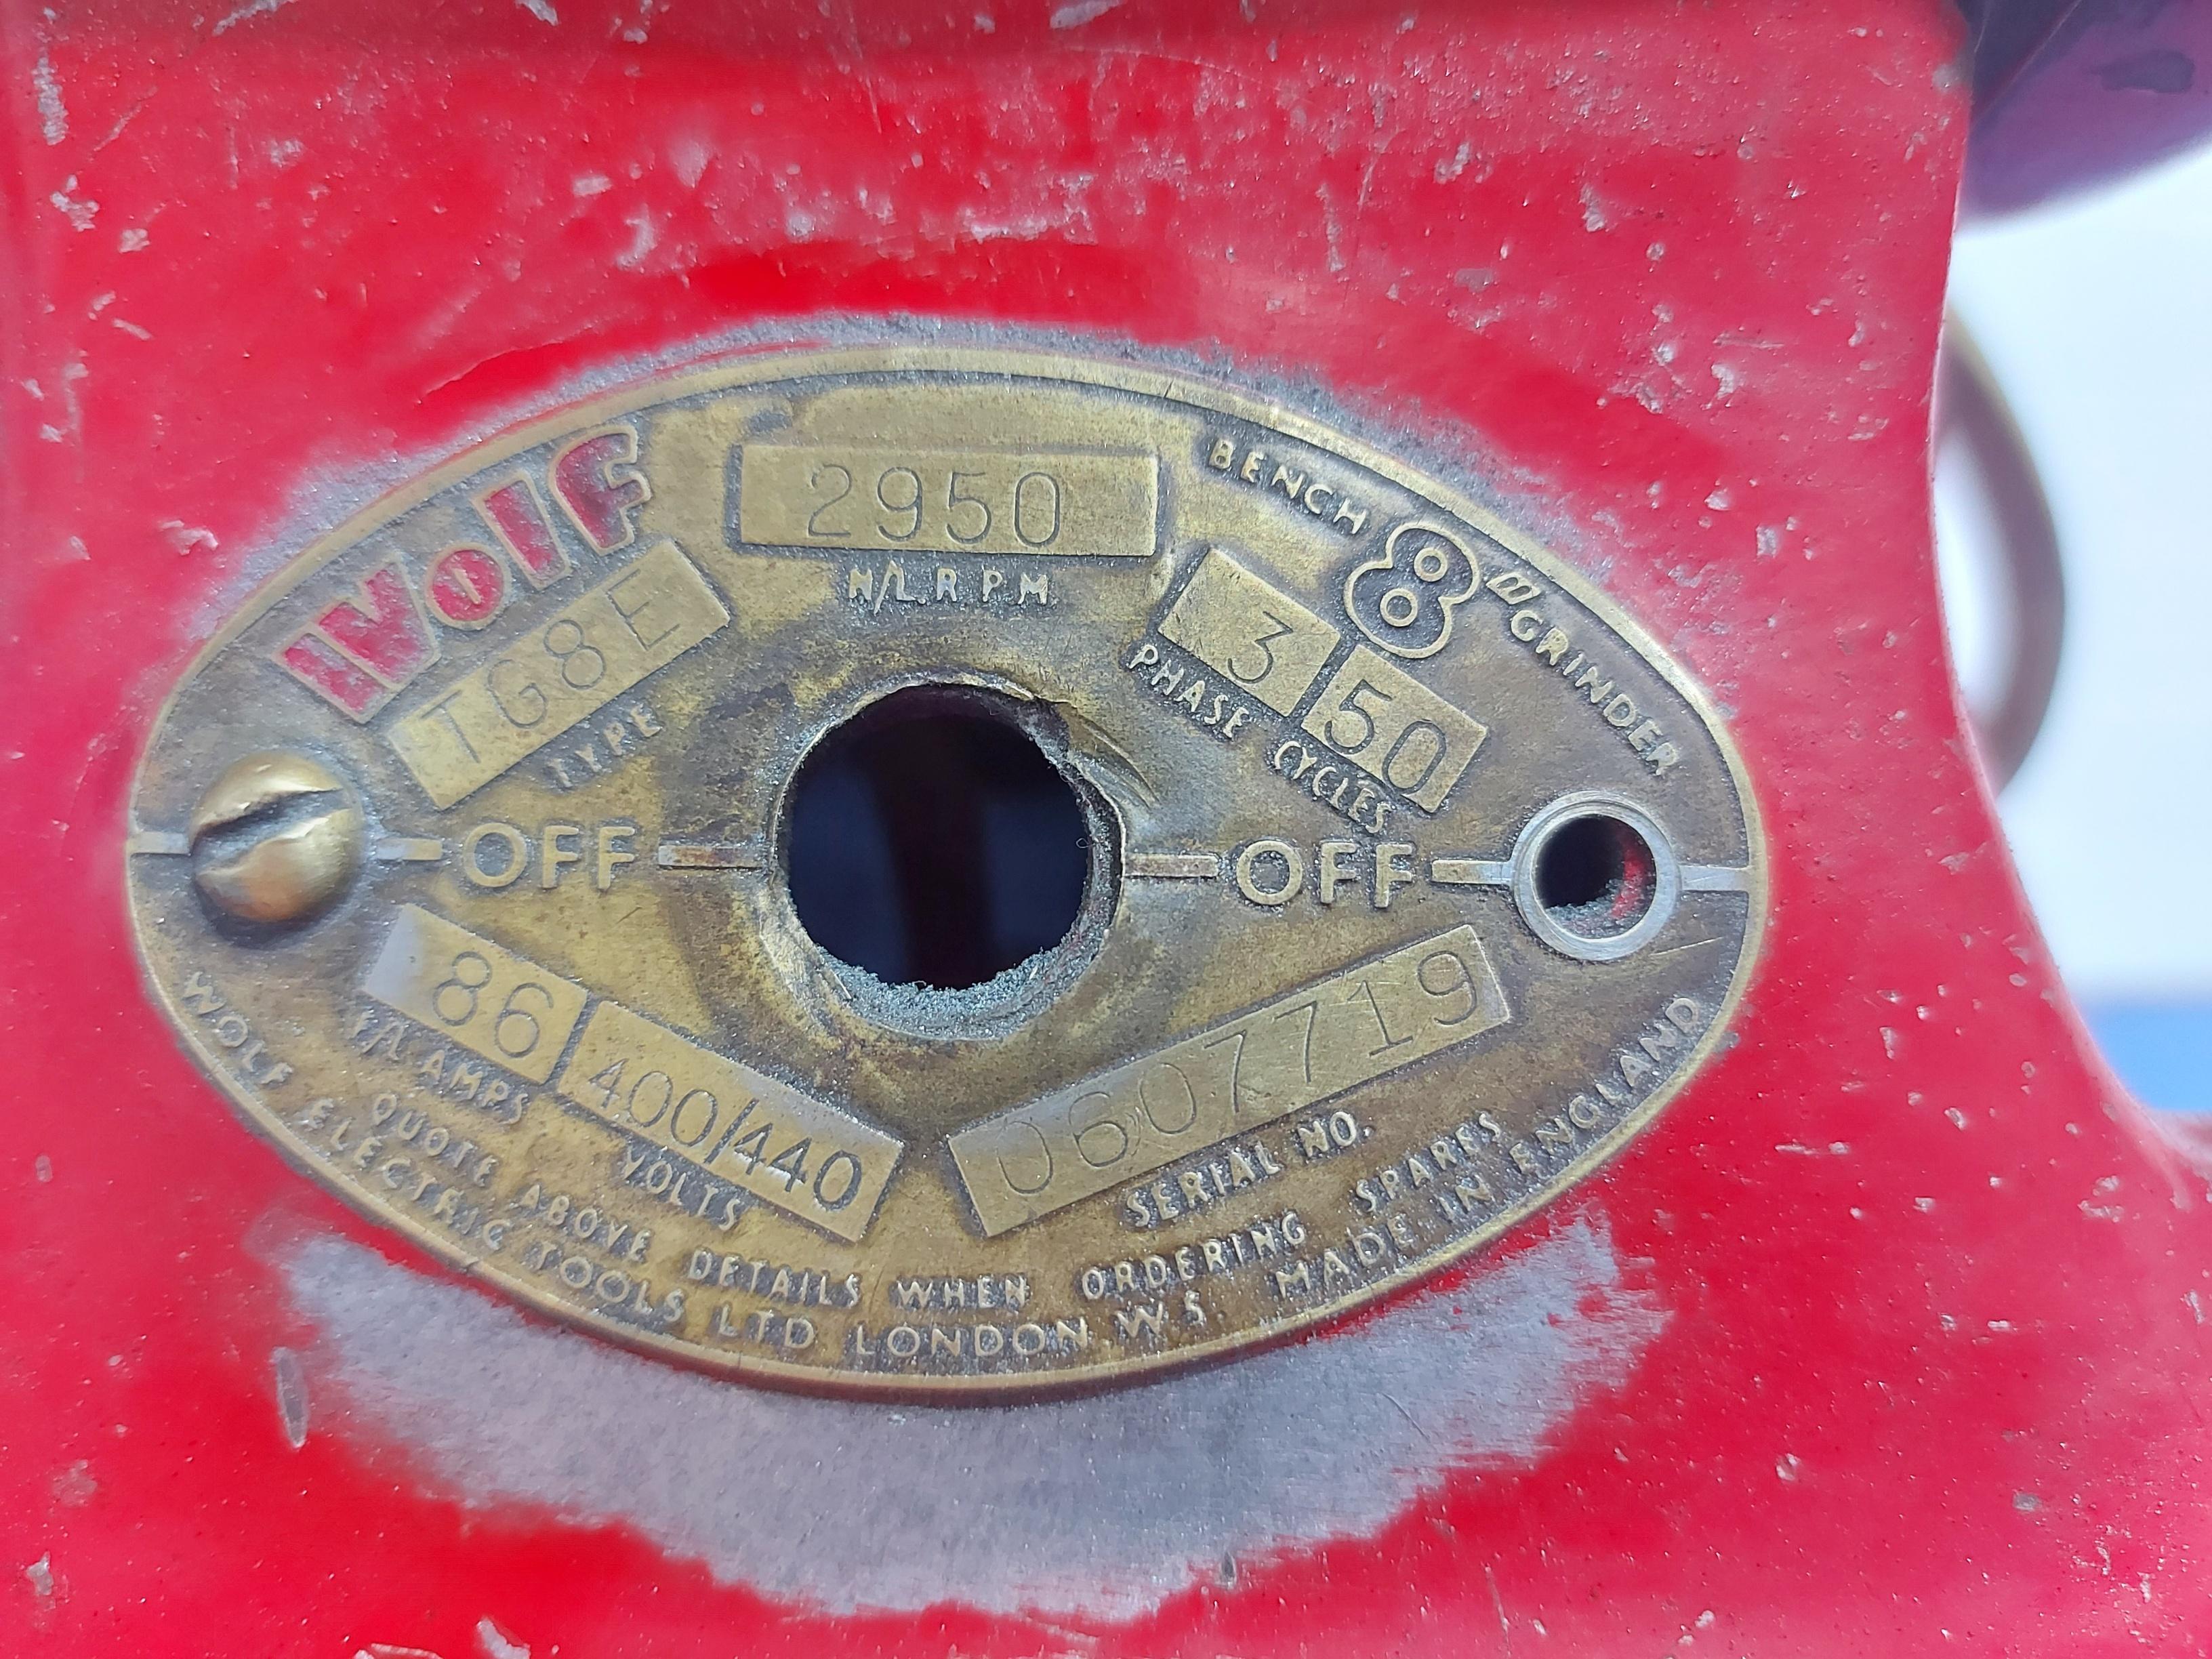 Wolf
2950
N/L. R P M.
BENCH 8" GRINDER
TG8E
TYPE
3 50
PHASE CYCLES
OFF OFF
86 400/440
F/L AMPS VOLTS
0607719
SERIAL NO.
QUOTE ABOVE DETAILS WHEN ORDERING SPARES
WOLF ELECTRIC TOOLS LTD LONDON W.5. MADE IN ENGLAND